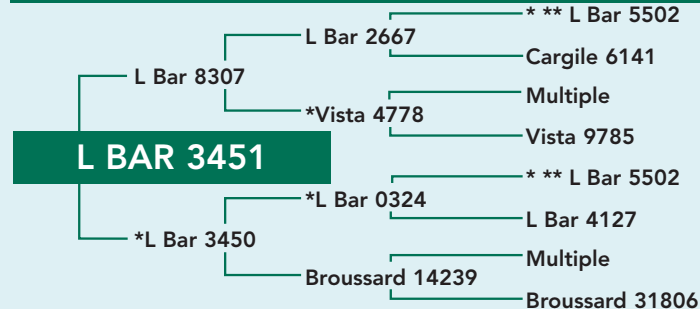 * ** L Bar 5502
L Bar 2667
Cargile 6141
L Bar 8307
Multiple
*Vista 4778
Vista 9785
L BAR 3451
* ** L Bar 5502
*L Bar 0324
L Bar 4127
*L Bar 3450
Multiple
Broussard 14239
Broussard 31806